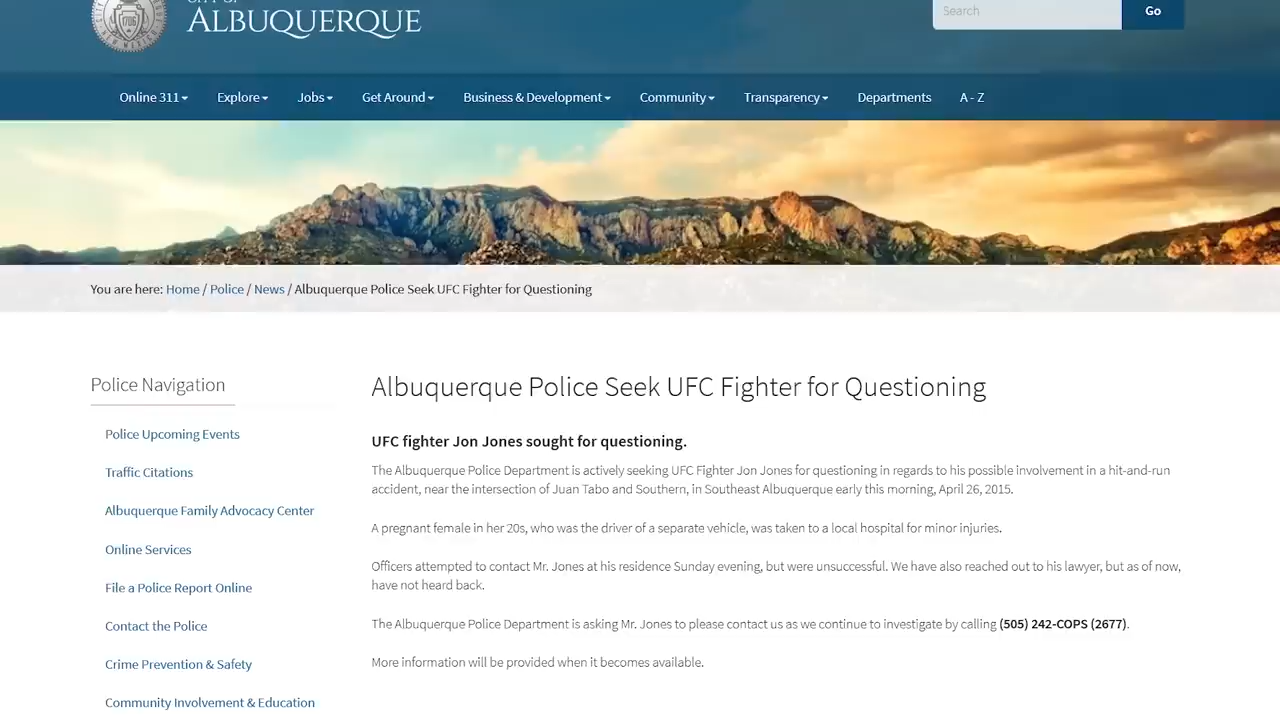 ALBUQUERQUE
Search
Go
Online 311
Explore
Jobs
Get Around
Business & Development
Community
Transparency
Departments
A - Z
You are here: Home / Police / News / Albuquerque Police Seek UFC Fighter for Questioning
Police Navigation
Police Upcoming Events
Traffic Citations
Albuquerque Family Advocacy Center
Online Services
File a Police Report Online
Contact the Police
Crime Prevention & Safety
Community Involvement & Education
Albuquerque Police Seek UFC Fighter for Questioning
UFC fighter Jon Jones sought for questioning.
The Albuquerque Police Department is actively seeking UFC Fighter Jon Jones for questioning in regards to his possible involvement in a hit-and-run
accident, near the intersection of Juan Tabo and Southern, in Southeast Albuquerque early this morning, April 26, 2015.
A pregnant female in her 20s, who was the driver of a separate vehicle, was taken to a local hospital for minor injuries.
Officers attempted to contact Mr. Jones at his residence Sunday evening, but were unsuccessful. We have also reached out to his lawyer, but as of now,
have not heard back.
The Albuquerque Police Department is asking Mr. Jones to please contact us as we continue to investigate by calling (505) 242-COPS (2677).
More information will be provided when it becomes available.